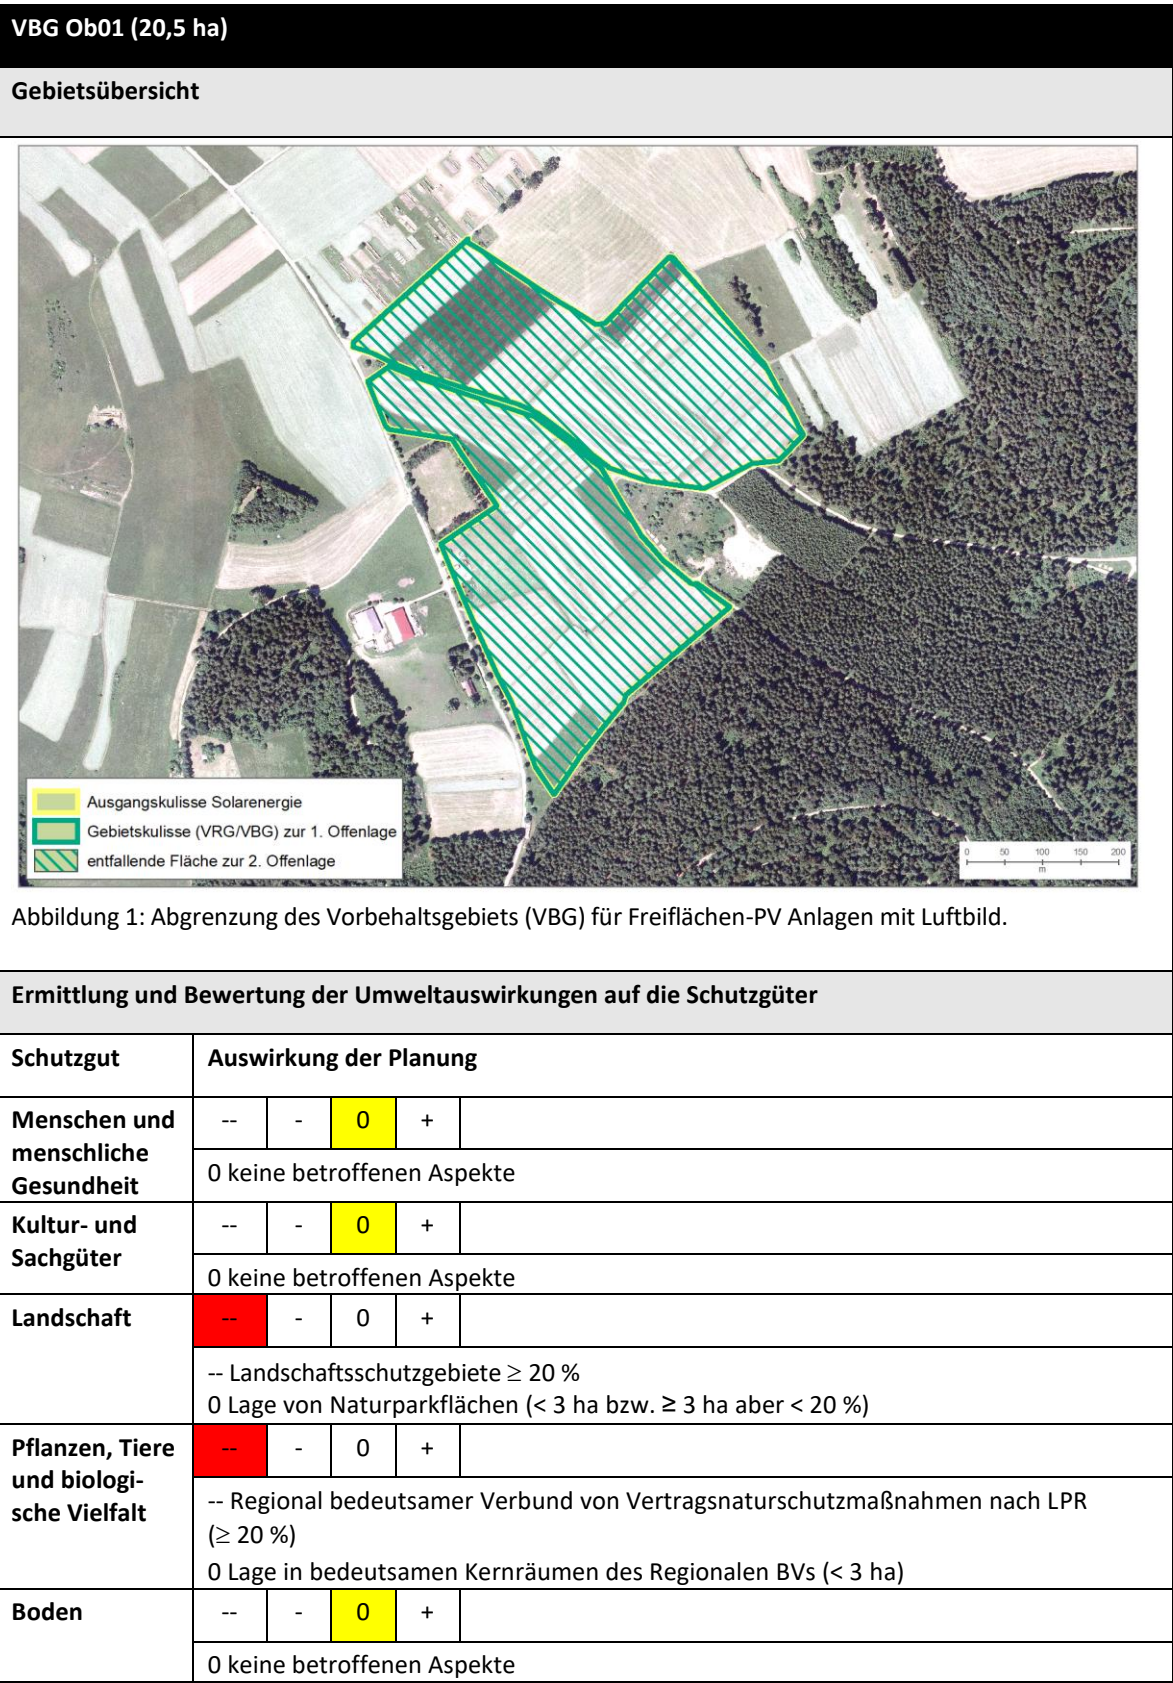 VBG Ob01 (20,5 ha)
Gebietsübersicht
Ausgangskulisse Solarenergie
Gebietskulisse (VRG/VBG) zur 1. Offenlage
entfallende Fläche zur 2. Offenlage
0 50 100 150 200
m
Abbildung 1: Abgrenzung des Vorbehaltsgebiets (VBG) für Freiflächen-PV Anlagen mit Luftbild.
Ermittlung und Bewertung der Umweltauswirkungen auf die Schutzgüter
Schutzgut Auswirkung der Planung
Menschen und
menschliche
Gesundheit
-- - 0 +
0 keine betroffenen Aspekte
Kultur- und
Sachgüter
-- - 0 +
0 keine betroffenen Aspekte
Landschaft
-- - 0 +
-- Landschaftsschutzgebiete ≥ 20 %
0 Lage von Naturparkflächen (< 3 ha bzw. ≥ 3 ha aber < 20 %)
Pflanzen, Tiere
und biologi-
sche Vielfalt
-- - 0 +
-- Regional bedeutsamer Verbund von Vertragsnaturschutzmaßnahmen nach LPR
(≥ 20 %)
0 Lage in bedeutsamen Kernräumen des Regionalen BVs (< 3 ha)
Boden
-- - 0 +
0 keine betroffenen Aspekte